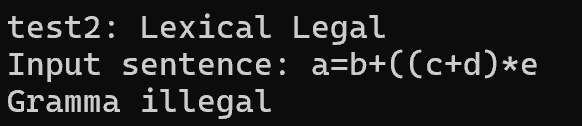 test2: Lexical Legal
Input sentence: a=b+((c+d)*e
Gramma illegal